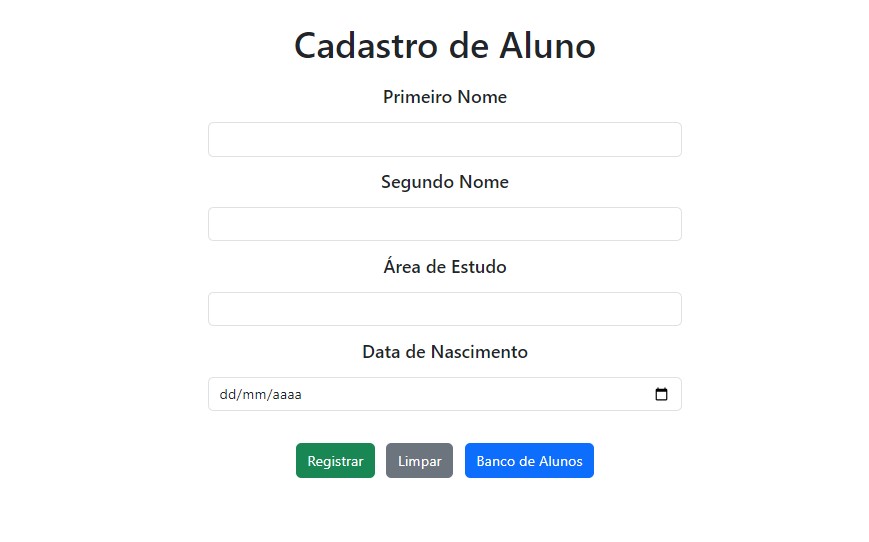 Cadastro de Aluno
Primeiro Nome
Segundo Nome
Área de Estudo
Data de Nascimento
dd/mm/aaaa
Registrar Limpar Banco de Alunos